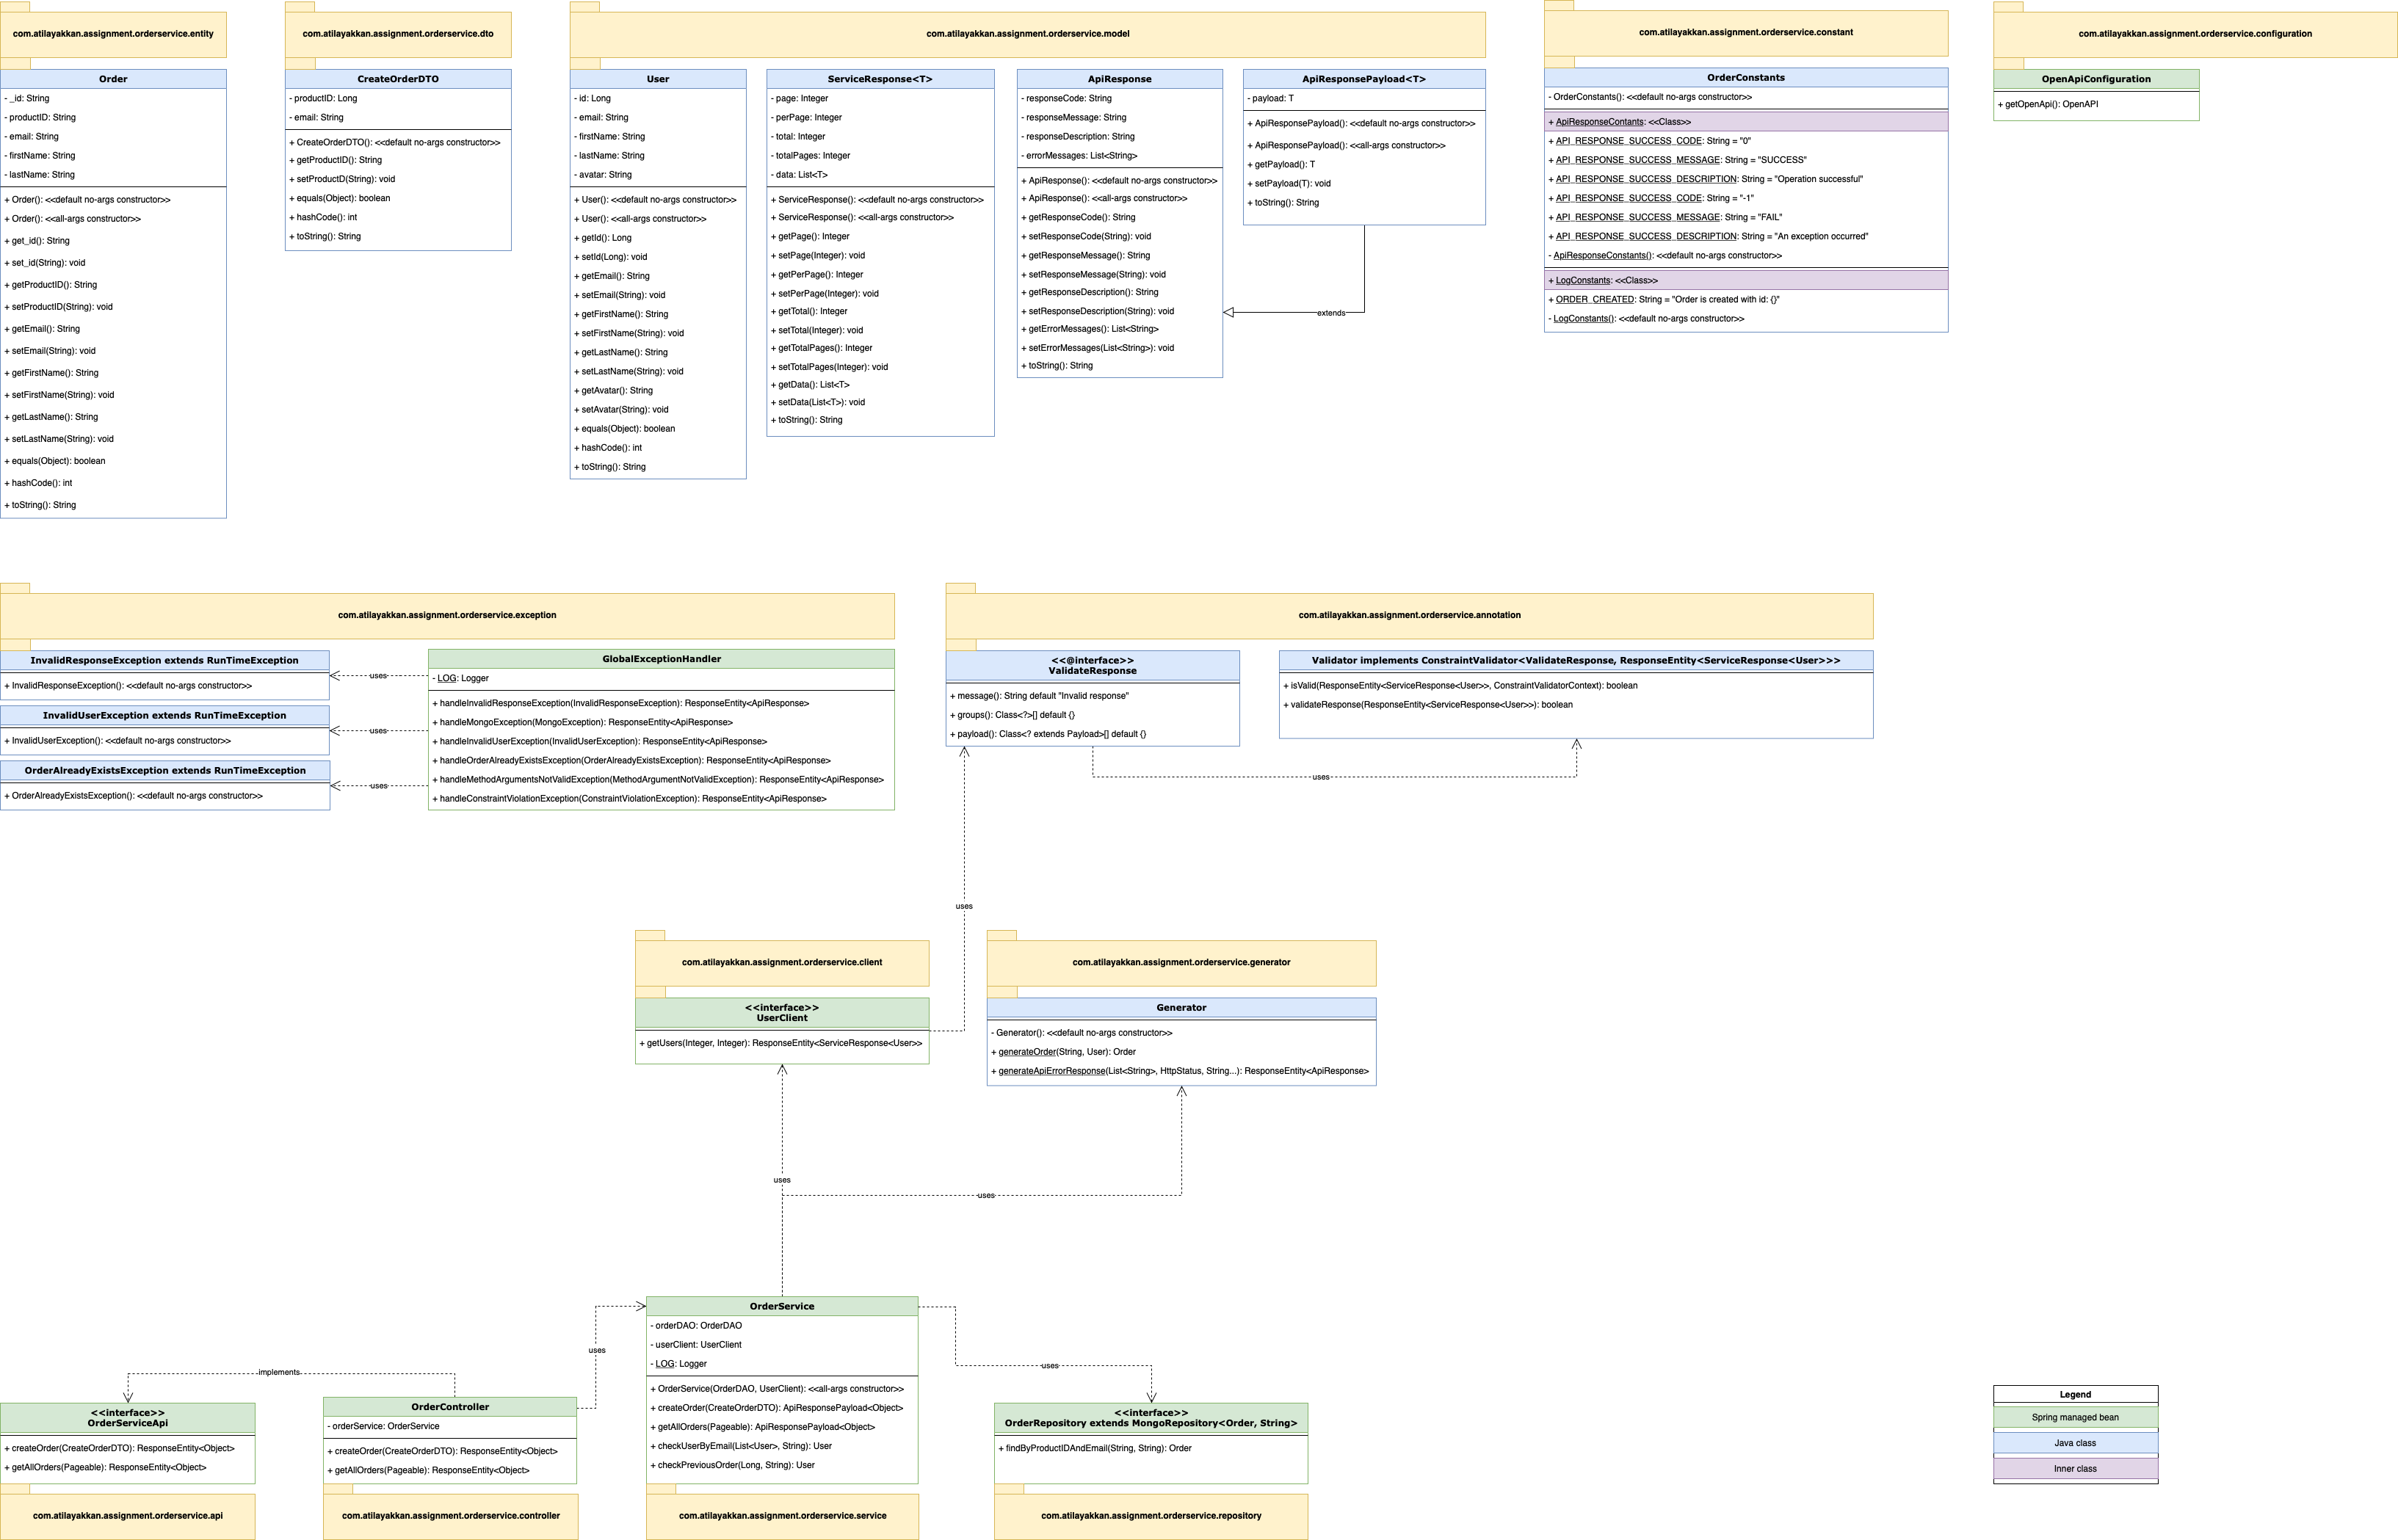 com.atilayakkan.assignment.orderservice.entity
Order
- _id: String
- productID: String
- email: String
- firstName: String
- lastName: String
+ Order(): <<default no-args constructor>>
+ Order(): <<all-args constructor>>
+ get_id(): String
+ set_id(String): void
+ getProductID(): String
+ setProductID(String): void
+ getEmail(): String
+ setEmail(String): void
+ getFirstName(): String
+ setFirstName(String): void
+ getLastName(): String
+ setLastName(String): void
+ equals(Object): boolean
+ hashCode(): int
+ toString(): String
com.atilayakkan.assignment.orderservice.dto
CreateOrderDTO
- productID: Long
- email: String
+ CreateOrderDTO(): <<default no-args constructor>>
+ getProductID(): String
+ setProductD(String): void
+ equals(Object): boolean
+ hashCode(): int
+ toString(): String
com.atilayakkan.assignment.orderservice.model
User
- id: Long
- email: String
- firstName: String
- lastName: String
- avatar: String
+ User(): <<default no-args constructor>>
+ User(): <<all-args constructor>>
+ getId(): Long
+ setId(Long): void
+ getEmail(): String
+ setEmail(String): void
+ getFirstName(): String
+ setFirstName(String): void
+ getLastName(): String
+ setLastName(String): void
+ getAvatar(): String
+ setAvatar(String): void
+ equals(Object): boolean
+ hashCode(): int
+ toString(): String
ServiceResponse<T>
- page: Integer
- perPage: Integer
- total: Integer
- totalPages: Integer
- data: List<T>
+ ServiceResponse(): <<default no-args constructor>>
+ ServiceResponse(): <<all-args constructor>>
+ getPage(): Integer
+ setPage(Integer): void
+ getPerPage(): Integer
+ setPerPage(Integer): void
+ getTotal(): Integer
+ setTotal(Integer): void
+ getTotalPages(): Integer
+ setTotalPages(Integer): void
+ getData(): List<T>
+ setData(List<T>): void
+ toString(): String
ApiResponse
- responseCode: String
- responseMessage: String
- responseDescription: String
- errorMessages: List<String>
+ ApiResponse(): <<default no-args constructor>>
+ ApiResponse(): <<all-args constructor>>
+ getResponseCode(): String
+ setResponseCode(String): void
+ getResponseMessage(): String
+ setResponseMessage(String): void
+ getResponseDescription(): String
+ setResponseDescription(String): void
+ getErrorMessages(): List<String>
+ setErrorMessages(List<String>): void
+ toString(): String
ApiResponsePayload<T>
- payload: T
+ ApiResponsePayload(): <<default no-args constructor>>
+ ApiResponsePayload(): <<all-args constructor>>
+ getPayload(): T
+ setPayload(T): void
+ toString(): String
extends
com.atilayakkan.assignment.orderservice.constant
OrderConstants
- OrderConstants(): <<default no-args constructor>>
+ ApiResponseContants: <<Class>>
+ API_RESPONSE_SUCCESS_CODE: String = "0"
+ API_RESPONSE_SUCCESS_MESSAGE: String = "SUCCESS"
+ API_RESPONSE_SUCCESS_DESCRIPTION: String = "Operation successful"
+ API_RESPONSE_SUCCESS_CODE: String = "-1"
+ API_RESPONSE_SUCCESS_MESSAGE: String = "FAIL"
+ API_RESPONSE_SUCCESS_DESCRIPTION: String = "An exception occurred"
- ApiResponseConstants(): <<default no-args constructor>>
+ LogConstants: <<Class>>
+ ORDER_CREATED: String = "Order is created with id: {}"
- LogConstants(): <<default no-args constructor>>
com.atilayakkan.assignment.orderservice.configuration
OpenApiConfiguration
+ getOpenApi(): OpenAPI
com.atilayakkan.assignment.orderservice.exception
InvalidResponseException extends RunTimeException
+ InvalidResponseException(): <<default no-args constructor>>
InvalidUserException extends RunTimeException
+ InvalidUserException(): <<default no-args constructor>>
OrderAlreadyExistsException extends RunTimeException
+ OrderAlreadyExistsException(): <<default no-args constructor>>
uses
uses
uses
GlobalExceptionHandler
- LOG: Logger
+ handleInvalidResponseException(InvalidResponseException): ResponseEntity<ApiResponse>
+ handleMongoException(MongoException): ResponseEntity<ApiResponse>
+ handleInvalidUserException(InvalidUserException): ResponseEntity<ApiResponse>
+ handleOrderAlreadyExistsException(OrderAlreadyExistsException): ResponseEntity<ApiResponse>
+ handleMethodArgumentsNotValidException(MethodArgumentNotValidException): ResponseEntity<ApiResponse>
+ handleConstraintViolationException(ConstraintViolationException): ResponseEntity<ApiResponse>
com.atilayakkan.assignment.orderservice.annotation
<<@interface>>
ValidateResponse
+ message(): String default "Invalid response"
+ groups(): Class<?>[] default {}
+ payload(): Class<? extends Payload>[] default {}
Validator implements ConstraintValidator<ValidateResponse, ResponseEntity<ServiceResponse<User>>>
+ isValid(ResponseEntity<ServiceResponse<User>>, ConstraintValidatorContext): boolean
+ validateResponse(ResponseEntity<ServiceResponse<User>>): boolean
uses
uses
com.atilayakkan.assignment.orderservice.client
<<interface>>
UserClient
+ getUsers(Integer, Integer): ResponseEntity<ServiceResponse<User>>
com.atilayakkan.assignment.orderservice.generator
Generator
- Generator(): <<default no-args constructor>>
+ generateOrder(String, User): Order
+ generateApiErrorResponse(List<String>, HttpStatus, String...): ResponseEntity<ApiResponse>
uses
uses
implements
<<interface>>
OrderServiceApi
+ createOrder(CreateOrderDTO): ResponseEntity<Object>
+ getAllOrders(Pageable): ResponseEntity<Object>
com.atilayakkan.assignment.orderservice.api
OrderController
- orderService: OrderService
+ createOrder(CreateOrderDTO): ResponseEntity<Object>
+ getAllOrders(Pageable): ResponseEntity<Object>
com.atilayakkan.assignment.orderservice.controller
uses
OrderService
- orderDAO: OrderDAO
- userClient: UserClient
- LOG: Logger
+ OrderService(OrderDAO, UserClient): <<all-args constructor>>
+ createOrder(CreateOrderDTO): ApiResponsePayload<Object>
+ getAllOrders(Pageable): ApiResponsePayload<Object>
+ checkUserByEmail(List<User>, String): User
+ checkPreviousOrder(Long, String): User
com.atilayakkan.assignment.orderservice.service
uses
<<interface>>
OrderRepository extends MongoRepository<Order, String>
+ findByProductIDAndEmail(String, String): Order
com.atilayakkan.assignment.orderservice.repository
Legend
Spring managed bean
Java class
Inner class